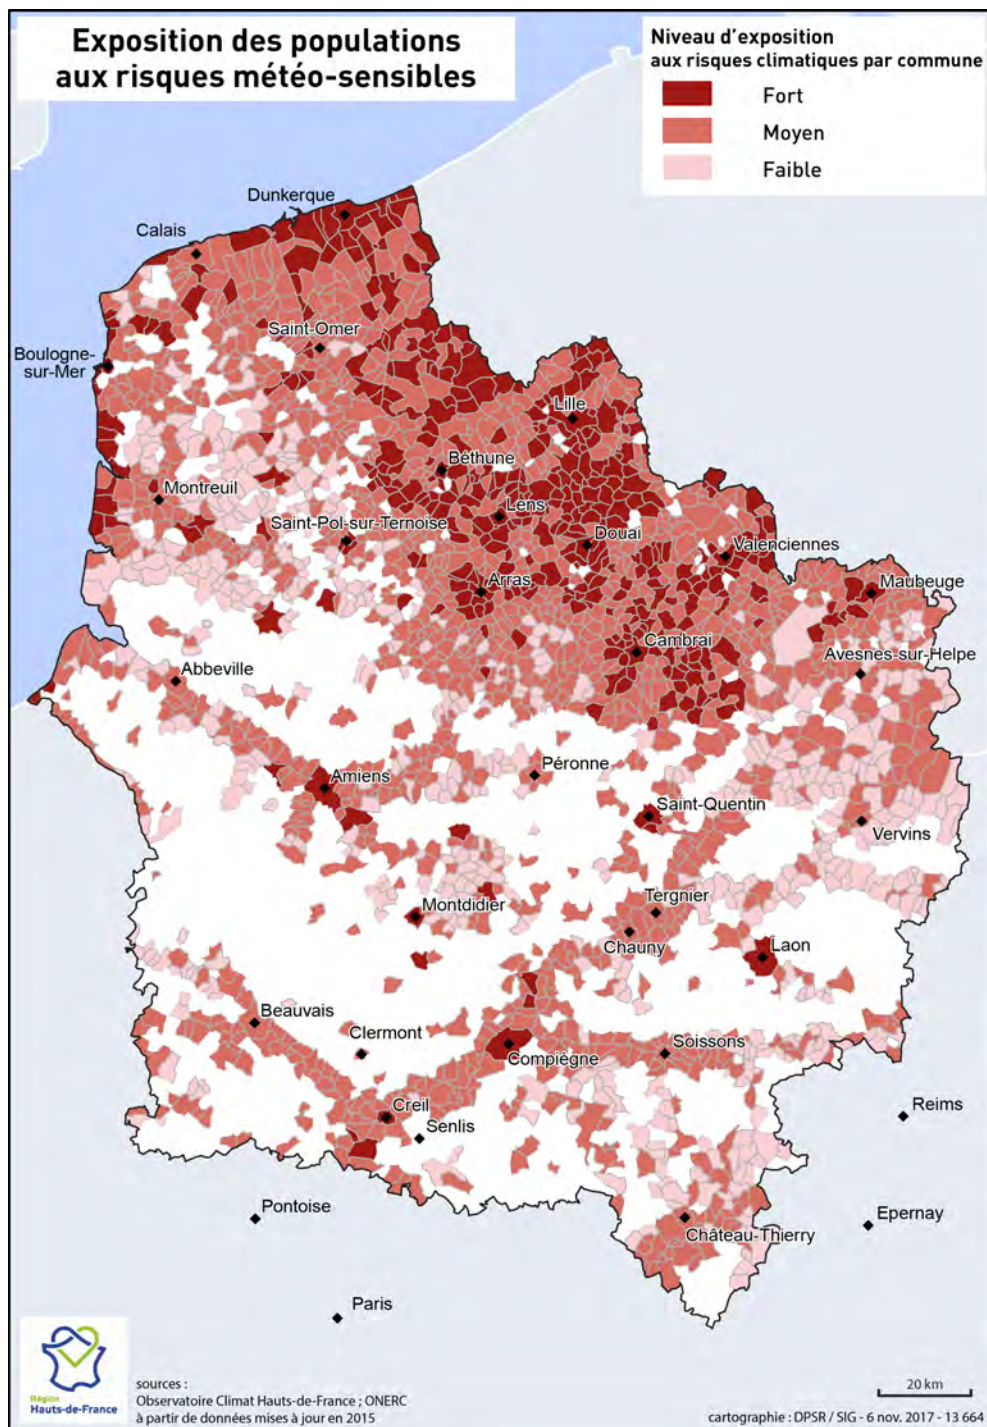 Exposition des populations
aux risques météo-sensibles
Niveau d'exposition
aux risques climatiques par commune
Fort
Moyen
Faible
Dunkerque
Calais
Saint-Omer
Boulogne-
sur-Mer
Lille
Béthune
Montreuil
Lens
Saint-Pol-sur-Ternoise
Douai
Valenciennes
Arras
Maubeuge
Cambrai
Avesnes-sur-Helpe
Abbeville
Péronne
Amiens
Saint-Quentin
Vervins
Tergnier
Montdidier
Chauny
Laon
Beauvais
Clermont
Compiègne
Soissons
Creil
Senlis
Reims
Pontoise
Château-Thierry
Epernay
Paris
Région
Hauts-de-France
sources :
Observatoire Climat Hauts-de-France ; ONERC
à partir de données mises à jour en 2015
20 km
cartographie : DPSR / SIG - 6 nov. 2017 - 13 664